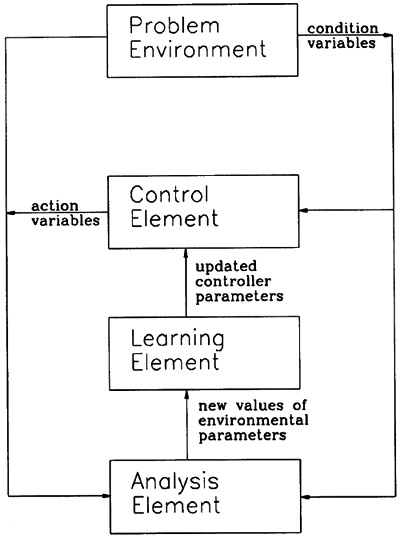 Problem
Environment
condition
variables
Control
Element
action
variables
updated
controller
parameters
Learning
Element
new values of
environmental
parameters
Analysis
Element